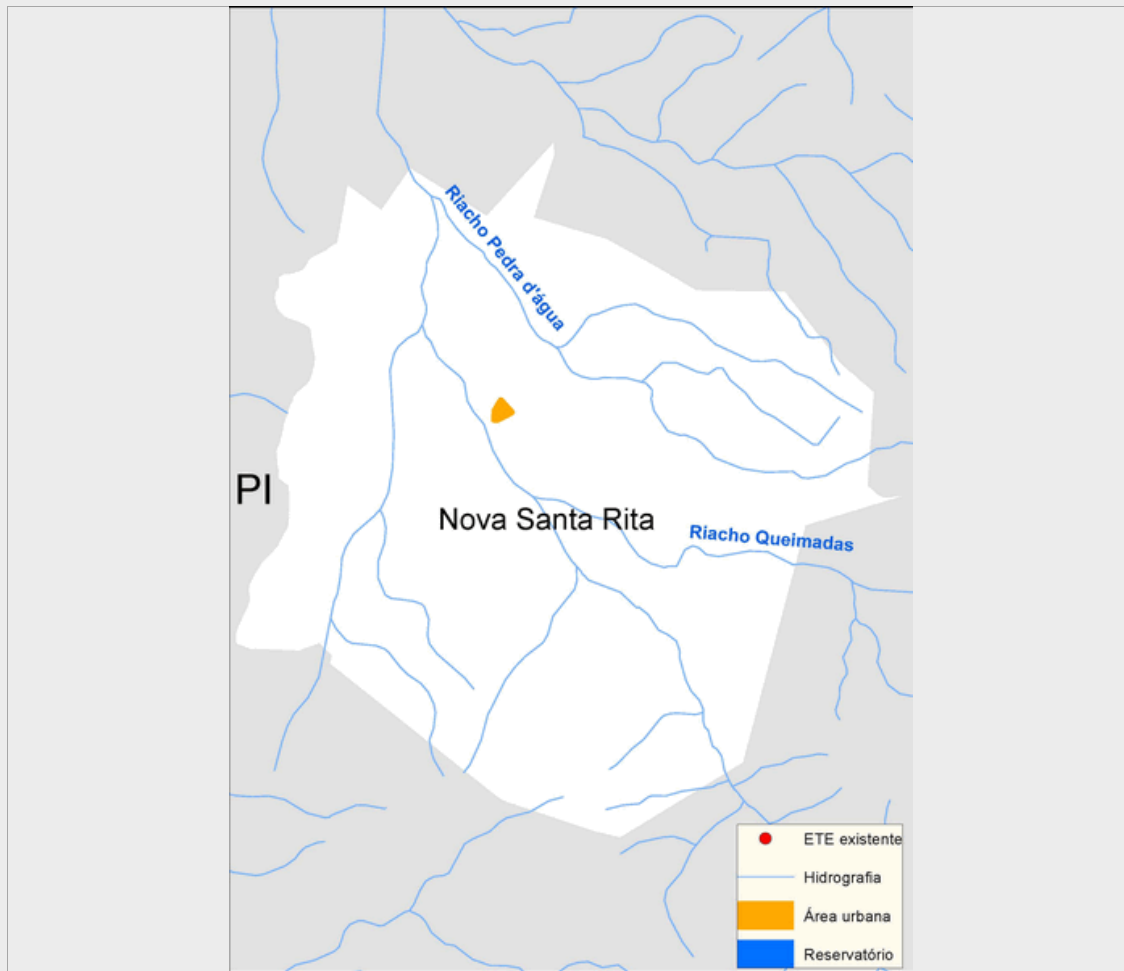 Riacho Pedra d'água
PI
Nova Santa Rita
Riacho Queimadas
ETE existente
Hidrografia
Área urbana
Reservatório